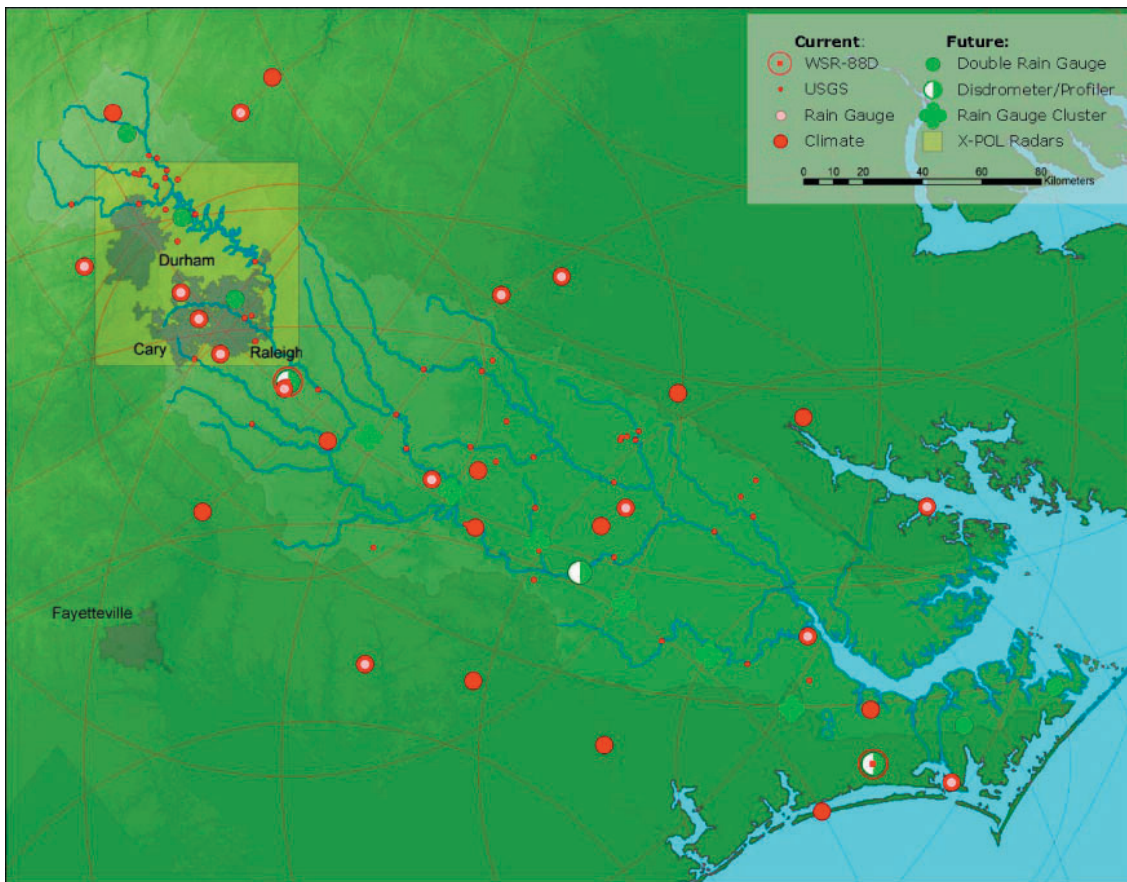 Current: Future:
WSR-88D Double Rain Gauge
USGS Disdrometer/Profiler
Rain Gauge Rain Gauge Cluster
Climate X-POL Radars
0 20 40 60 80 Kilometers
Durham
Cary Raleigh
Fayetteville